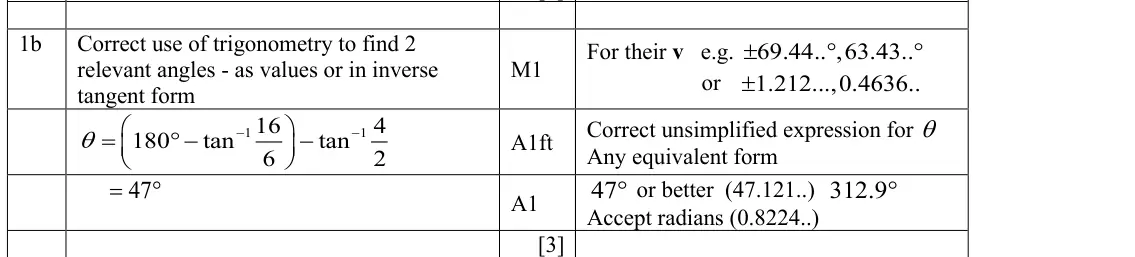 1b
Correct use of trigonometry to find 2
relevant angles - as values or in inverse
tangent form
M1
For their v e.g. ±69.44..°, 63.43..°
or ±1.212..., 0.4636..
θ = (180° − tan⁻¹ 16/6) − tan⁻¹ 4/2
A1ft
Correct unsimplified expression for θ
Any equivalent form
= 47°
A1
47° or better (47.121..) 312.9°
Accept radians (0.8224..)
[3]